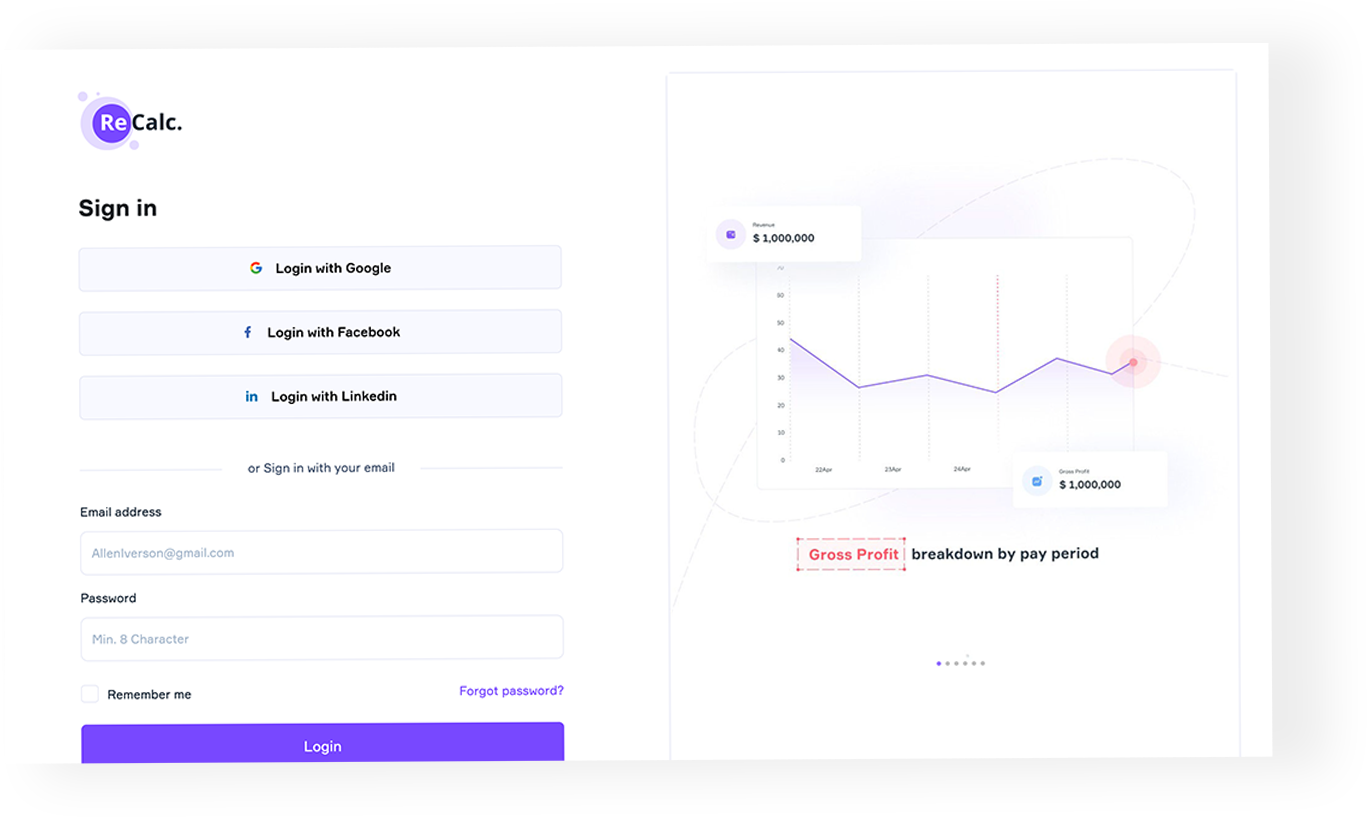 ReCalc.
Sign in
Login with Google
Login with Facebook
in Login with Linkedin
or Sign in with your email
Email address
AllenIverson@gmail.com
Password
Min. 8 Character
Remember me
Forgot password?
Login
Revenue
$ 1,000,000
50
50
40
30
20
10
0
22Apr
23Apr
24Apr
Gross Profit
$ 1,000,000
Gross Profit breakdown by pay period